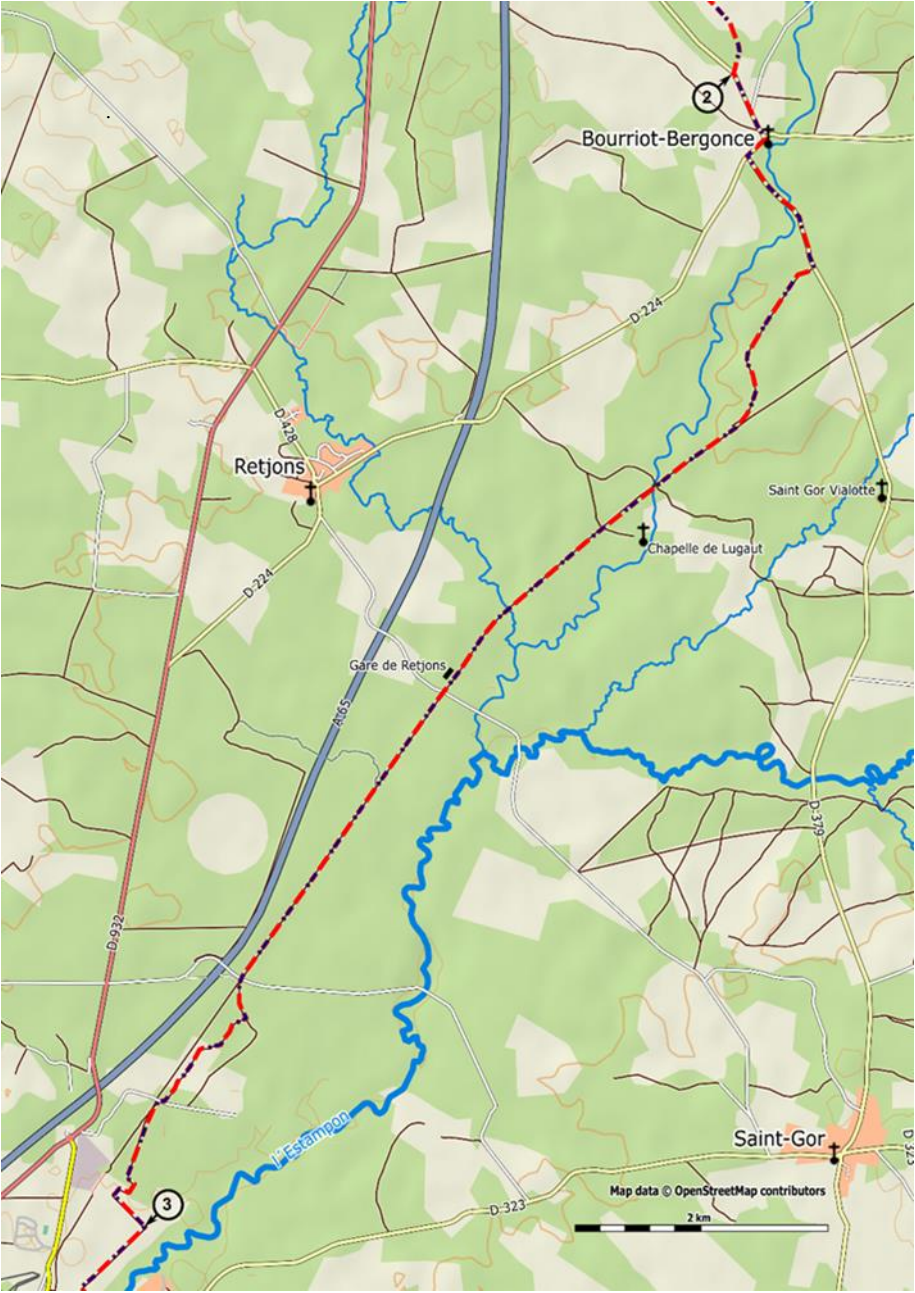 2
Bourriot-Bergonce
D 224
D 428
Retjons
Saint Gor Vialotte
Chapelle de Lugaut
D 224
Gare de Retjons
A 65
D 379
D 932
l'Estampon
Saint-Gor
D 323
Map data © OpenStreetMap contributors
3
D 323
2 km